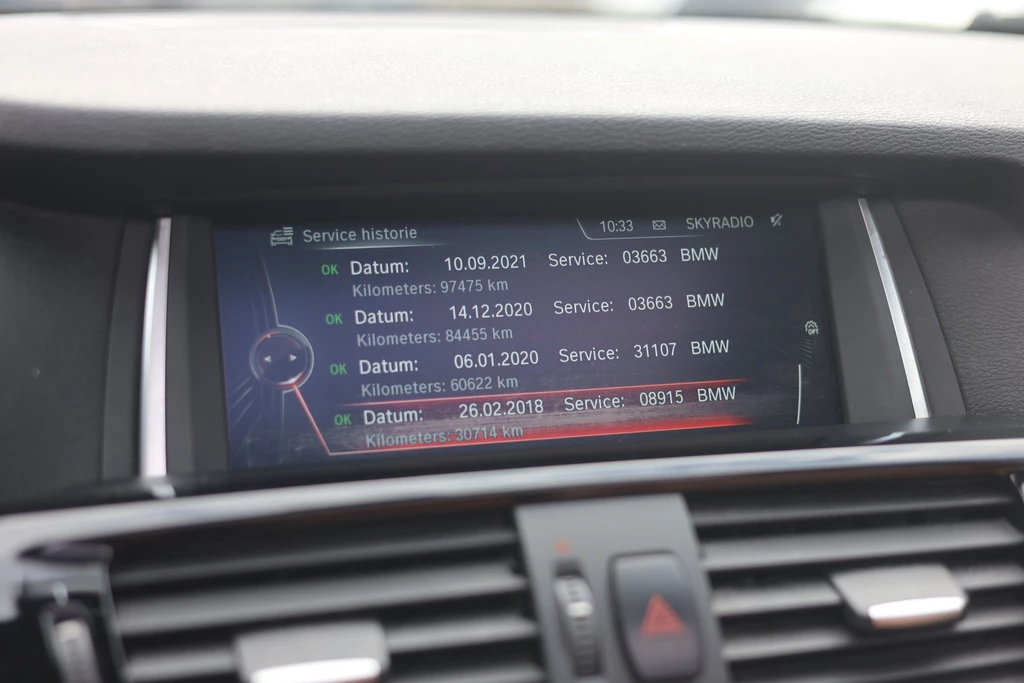 Service historie 10:33 SKYRADIO
OK Datum: 10.09.2021 Service: 03663 BMW
Kilometers: 97475 km
OK Datum: 14.12.2020 Service: 03663 BMW
Kilometers: 84455 km
OK Datum: 06.01.2020 Service: 31107 BMW
Kilometers: 60622 km
OK Datum: 26.02.2018 Service: 08915 BMW
Kilometers: 30714 km